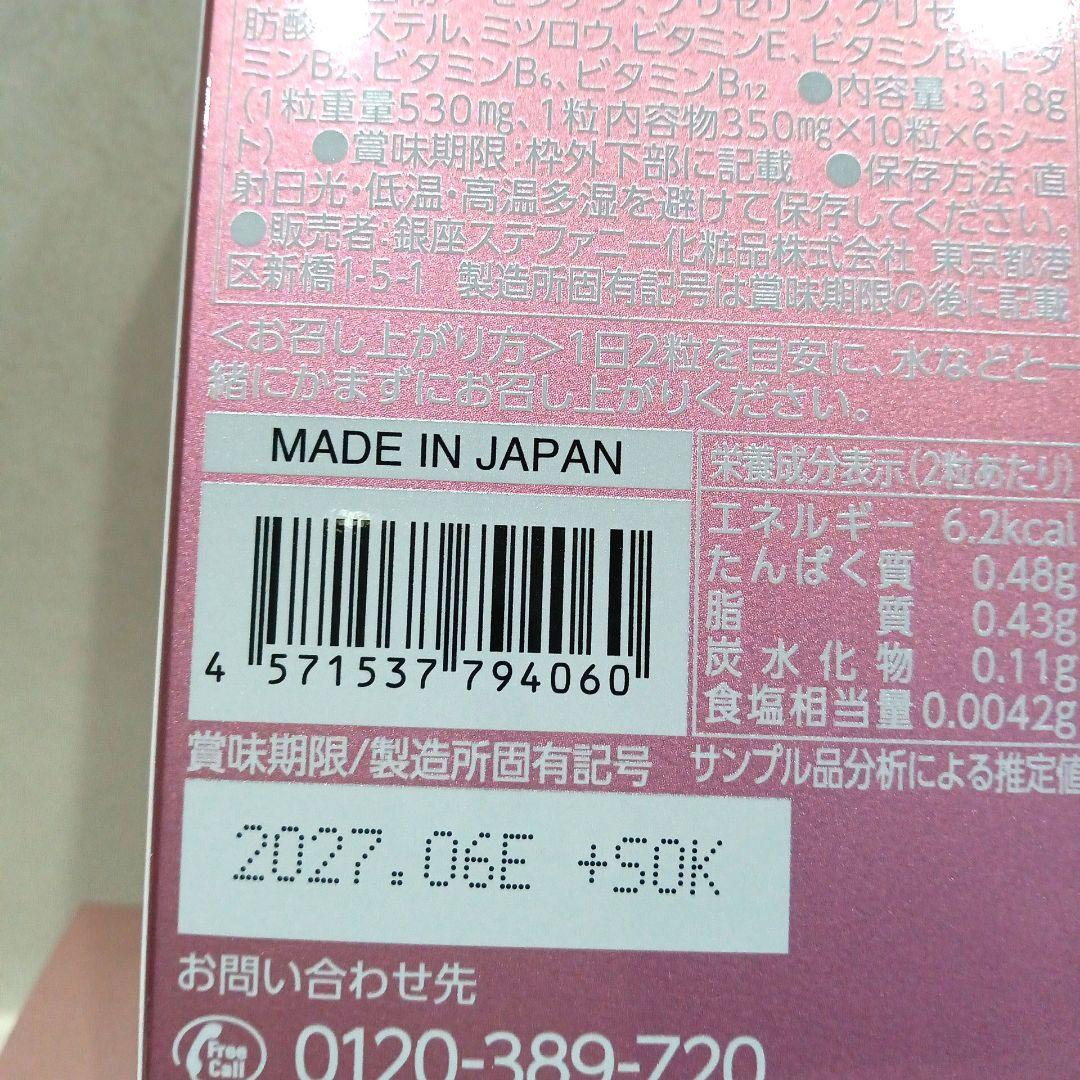 グリセリン、グリセ
肪酸エステル、ミツロウ、ビタミンE、ビタミンB₁、ビタ
ミンB₂、ビタミンB₆、ビタミンB₁₂ ●内容量:31.8g
(1粒重量530mg、1粒内容物350mg×10粒×6シー
ト) ●賞味期限:枠外下部に記載 ●保存方法:直
射日光・低温・高温多湿を避けて保存してください。
●販売者:銀座ステファニー化粧品株式会社 東京都港
区新橋1-5-1 製造所固有記号は賞味期限の後に記載
<お召し上がり方>1日2粒を目安に、水などと一
緒にかまずにお召し上がりください。
MADE IN JAPAN
4 571537 794060
栄養成分表示(2粒あたり)
エネルギー 6.2kcal
たんぱく質 0.48g
脂質 0.43g
炭水化物 0.11g
食塩相当量 0.0042g
サンプル品分析による推定値
賞味期限/製造所固有記号
2027.06E +SOK
お問い合わせ先
Free Call 0120-389-720